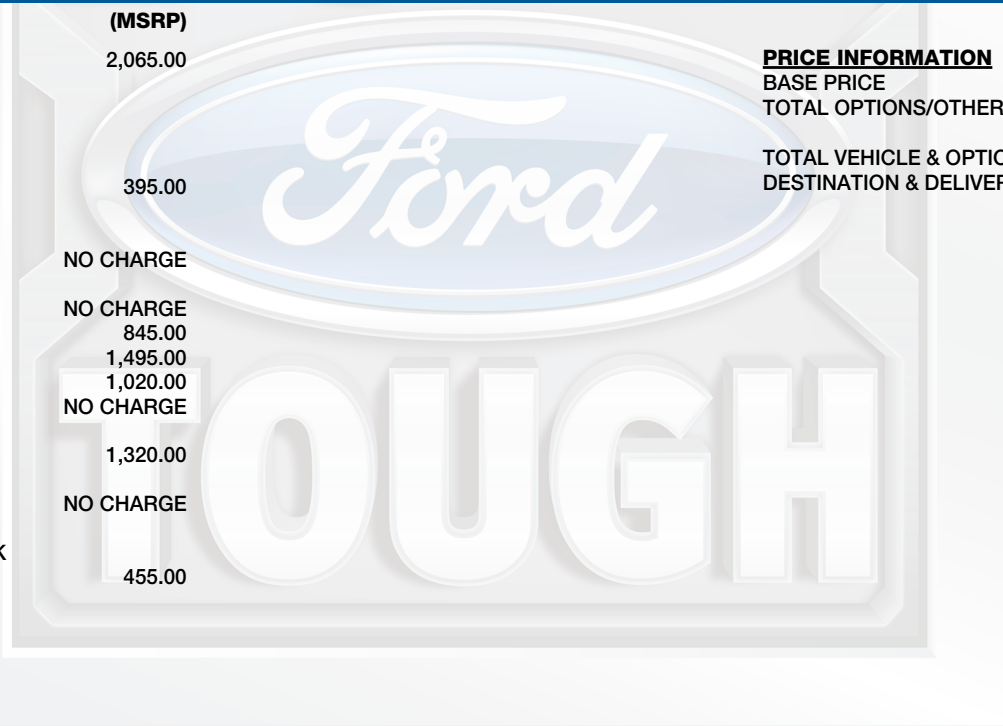 (MSRP)
2,065.00
395.00
NO CHARGE
NO CHARGE
845.00
1,495.00
1,020.00
NO CHARGE
1,320.00
NO CHARGE
K
455.00
PRICE INFORMATION
BASE PRICE
TOTAL OPTIONS/OTHER
TOTAL VEHICLE & OPTIO
DESTINATION & DELIVER
Ford
TOUGH